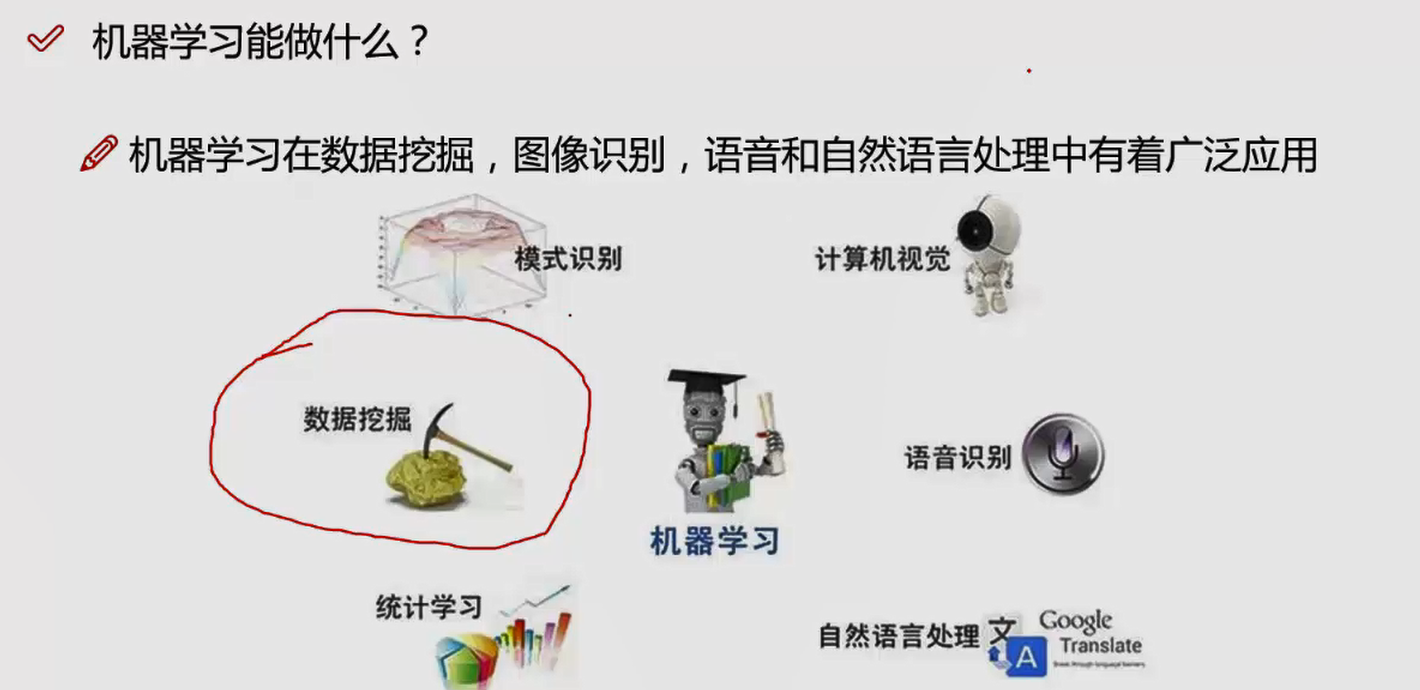 机器学习能做什么？
机器学习在数据挖掘，图像识别，语音和自然语言处理中有着广泛应用
模式识别
计算机视觉
数据挖掘
语音识别
机器学习
统计学习
自然语言处理
文
A
Google
Translate